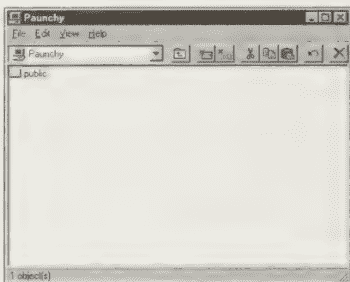 Paunchy
File Edit View Help
Paunchy
public
1 object(s)